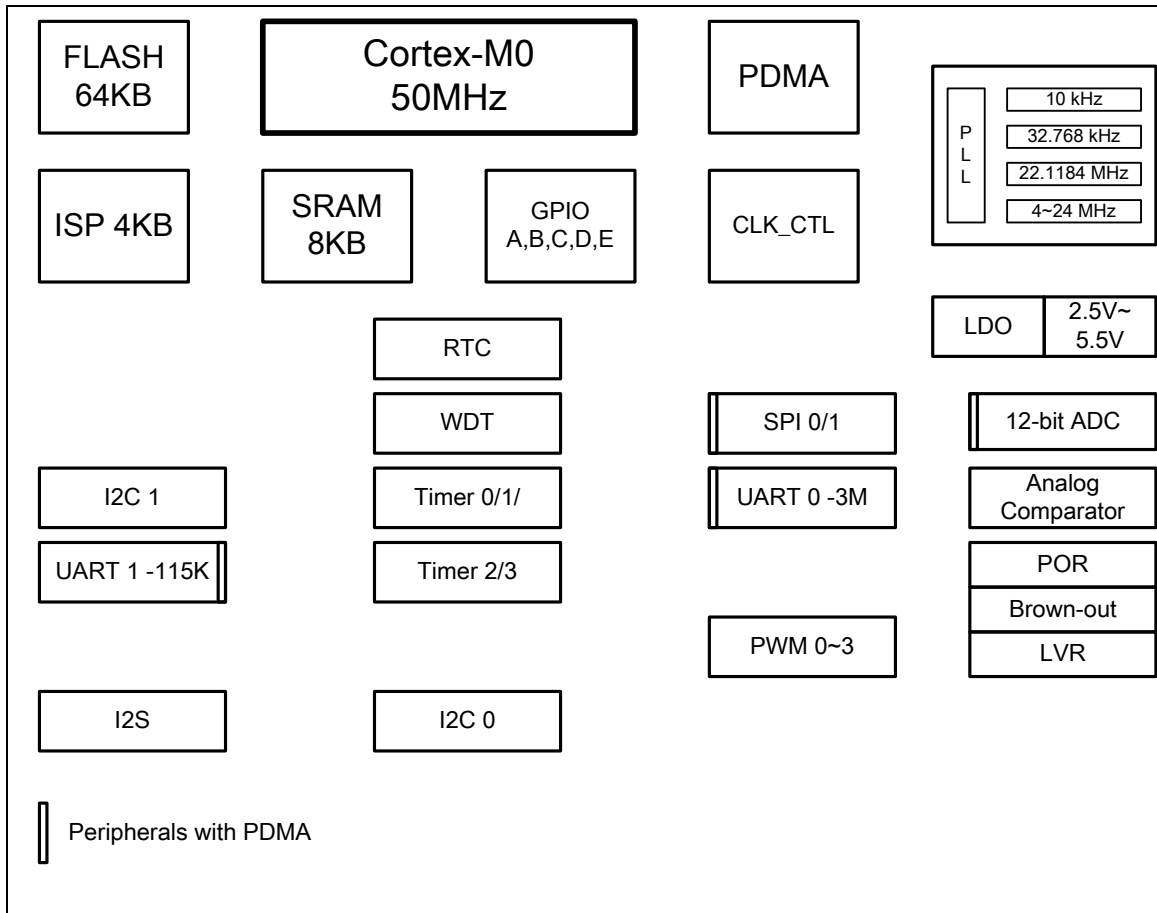 FLASH
64KB
Cortex-M0
50MHz
PDMA
P
L
L
10 kHz
32.768 kHz
22.1184 MHz
4~24 MHz
ISP 4KB
SRAM
8KB
GPIO
A,B,C,D,E
CLK_CTL
LDO
2.5V~
5.5V
RTC
WDT
SPI 0/1
12-bit ADC
I2C 1
Timer 0/1/
UART 0 -3M
Analog
Comparator
UART 1 -115K
Timer 2/3
POR
Brown-out
PWM 0~3
LVR
I2S
I2C 0
Peripherals with PDMA